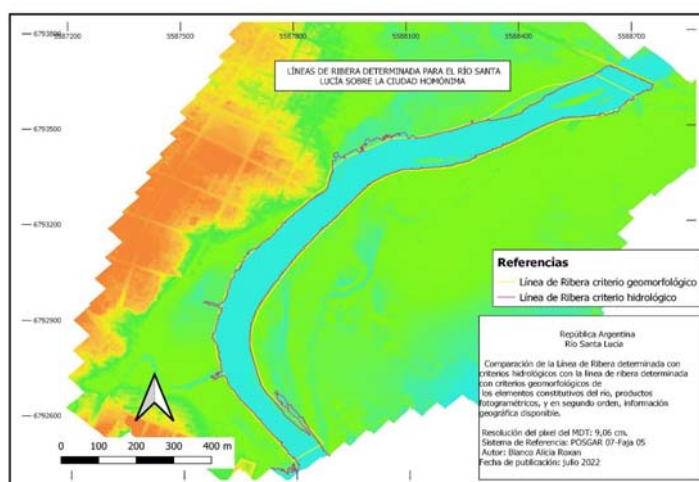 5587200 5587500 5587800 5588100 5588400 5588700
6793800
LÍNEAS DE RIBERA DETERMINADA PARA EL RÍO SANTA
LUCÍA SOBRE LA CIUDAD HOMÓNIMA
6793500
6793200
6792900
6792600
Referencias
Línea de Ribera criterio geomorfológico
Línea de Ribera criterio hidrológico
República Argentina
Río Santa Lucía
Comparación de la Línea de Ribera determinada con
criterios hidrológicos con la línea de ribera determinada
con criterios geomorfológicos de
los elementos constitutivos del río, productos
fotogramétricos, y en segundo orden, información
geográfica disponible.
Resolución del pixel del MDT: 9,06 cm.
Sistema de Referencia: POSGAR 07-Faja 05
Autor: Blanco Alicia Roxan
Fecha de publicación: julio 2022
0 100 200 300 400 m